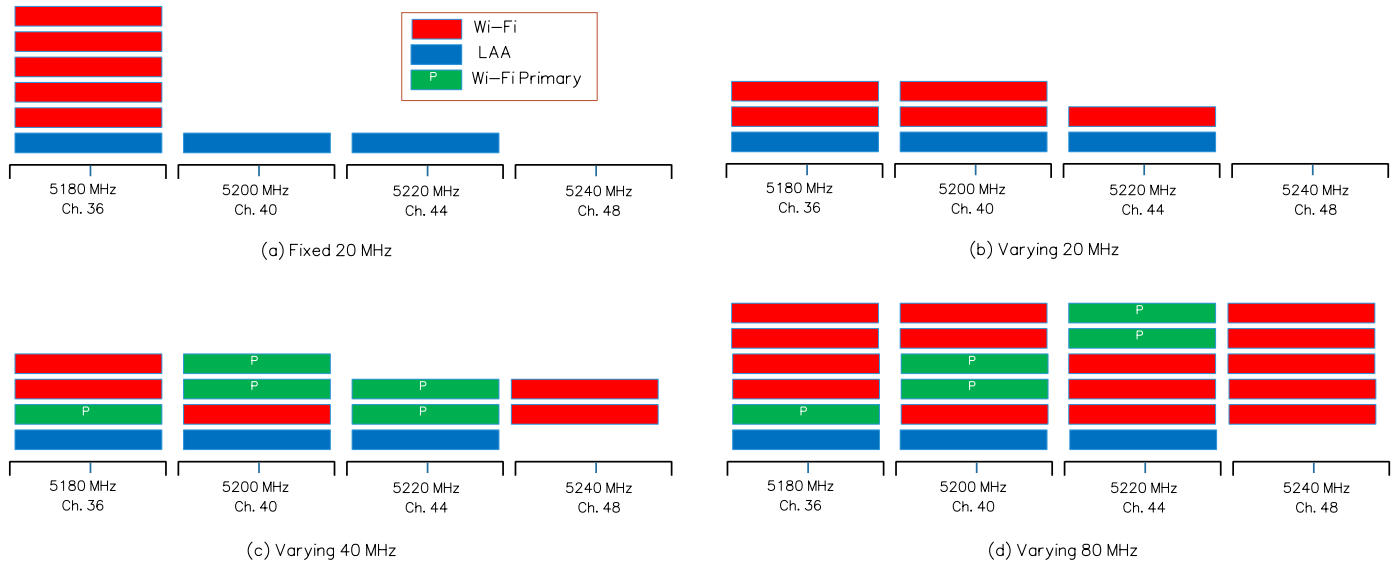 Wi-Fi
LAA
P Wi-Fi Primary
5180 MHz 5200 MHz 5220 MHz 5240 MHz
Ch. 36 Ch. 40 Ch. 44 Ch. 48
(a) Fixed 20 MHz
5180 MHz 5200 MHz 5220 MHz 5240 MHz
Ch. 36 Ch. 40 Ch. 44 Ch. 48
(b) Varying 20 MHz
P
P P
P P
5180 MHz 5200 MHz 5220 MHz 5240 MHz
Ch. 36 Ch. 40 Ch. 44 Ch. 48
(c) Varying 40 MHz
P
P
P
P
P
5180 MHz 5200 MHz 5220 MHz 5240 MHz
Ch. 36 Ch. 40 Ch. 44 Ch. 48
(d) Varying 80 MHz